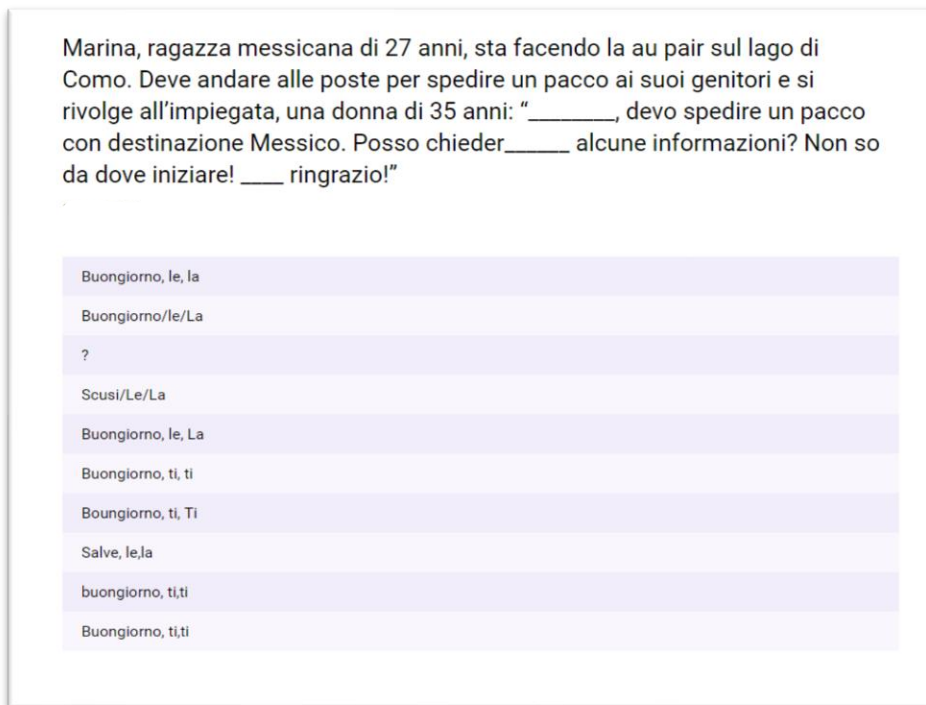 Marina, ragazza messicana di 27 anni, sta facendo la au pair sul lago di
Como. Deve andare alle poste per spedire un pacco ai suoi genitori e si
rivolge all'impiegata, una donna di 35 anni: “________, devo spedire un pacco
con destinazione Messico. Posso chieder______ alcune informazioni? Non so
da dove iniziare! ____ ringrazio!”
Buongiorno, le, la
Buongiorno/le/La
?
Scusi/Le/La
Buongiorno, le, La
Buongiorno, ti, ti
Boungiorno, ti, Ti
Salve, le,la
buongiorno, ti,ti
Buongiorno, ti,ti